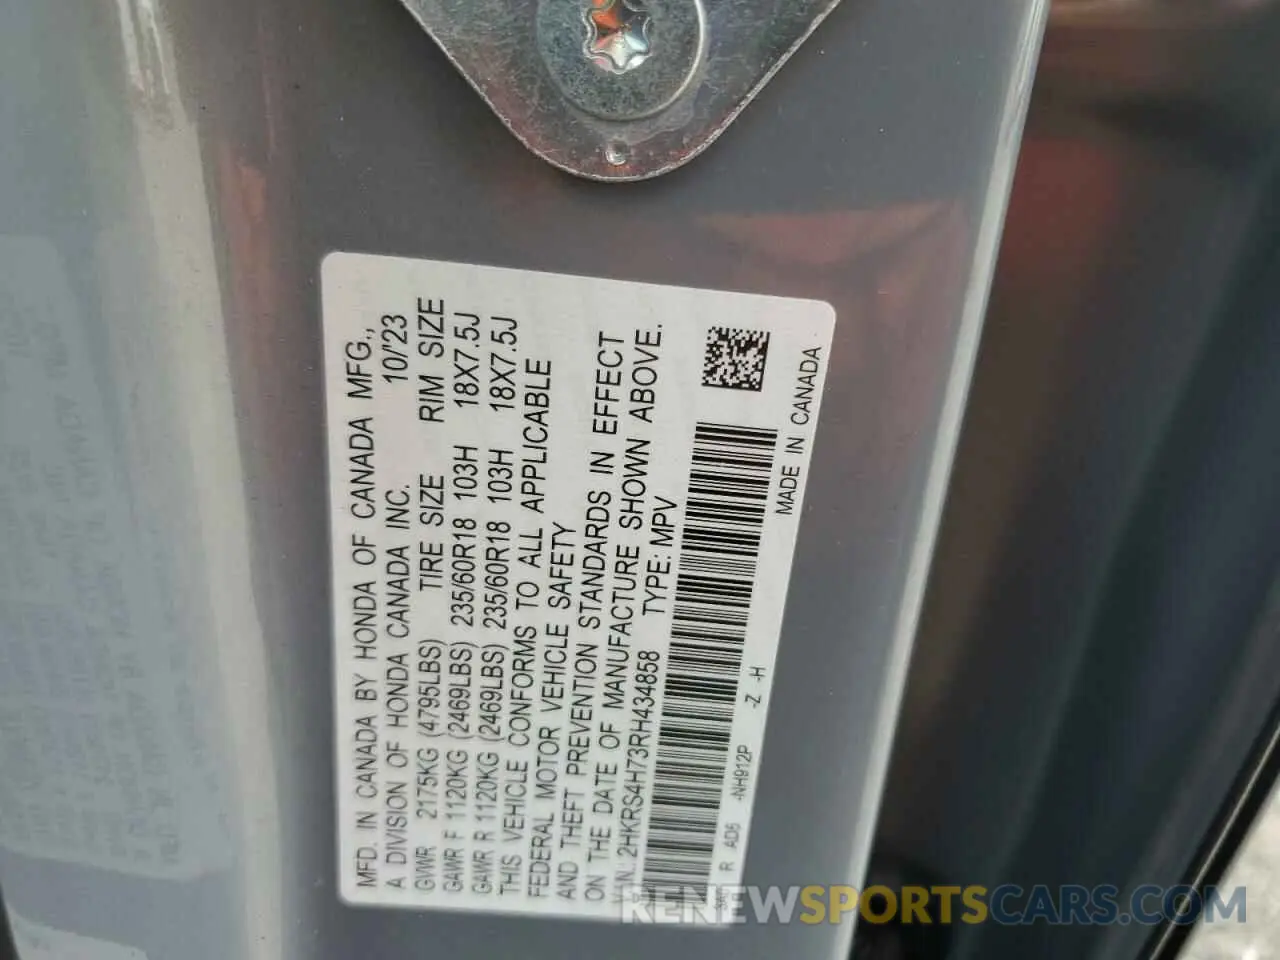 MFD. IN CANADA BY HONDA OF CANADA MFG.,
A DIVISION OF HONDA CANADA INC. 10/'23
GVWR 2175KG (4795LBS) TIRE SIZE RIM SIZE
GAWR F 1120KG (2469LBS) 235/60R18 103H 18X7.5J
GAWR R 1120KG (2469LBS) 235/60R18 103H 18X7.5J
THIS VEHICLE CONFORMS TO ALL APPLICABLE
FEDERAL MOTOR VEHICLE SAFETY
AND THEFT PREVENTION STANDARDS IN EFFECT
ON THE DATE OF MANUFACTURE SHOWN ABOVE.
V.I.N.: 2HKRS4H73RH434858 TYPE: MPV
R AD6 -NH912P -Z -H
MADE IN CANADA
RENEWSPORTSCARS.COM